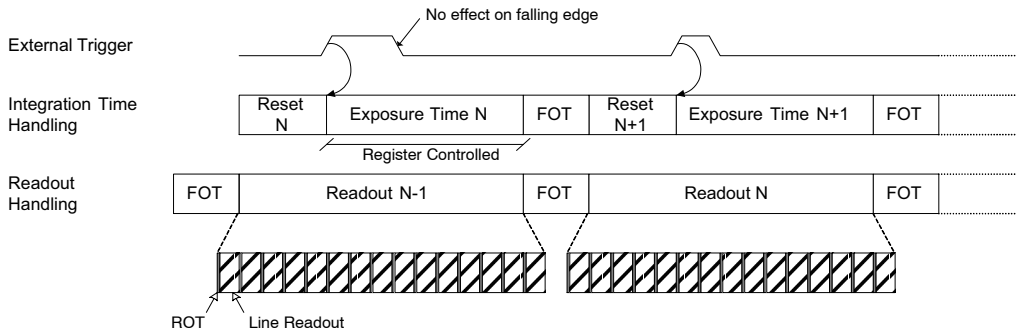 No effect on falling edge
External Trigger
Integration Time
Handling
Reset
N
Exposure Time N
FOT
Reset
N+1
Exposure Time N+1
FOT
Register Controlled
Readout
Handling
FOT
Readout N-1
FOT
Readout N
FOT
ROT
Line Readout